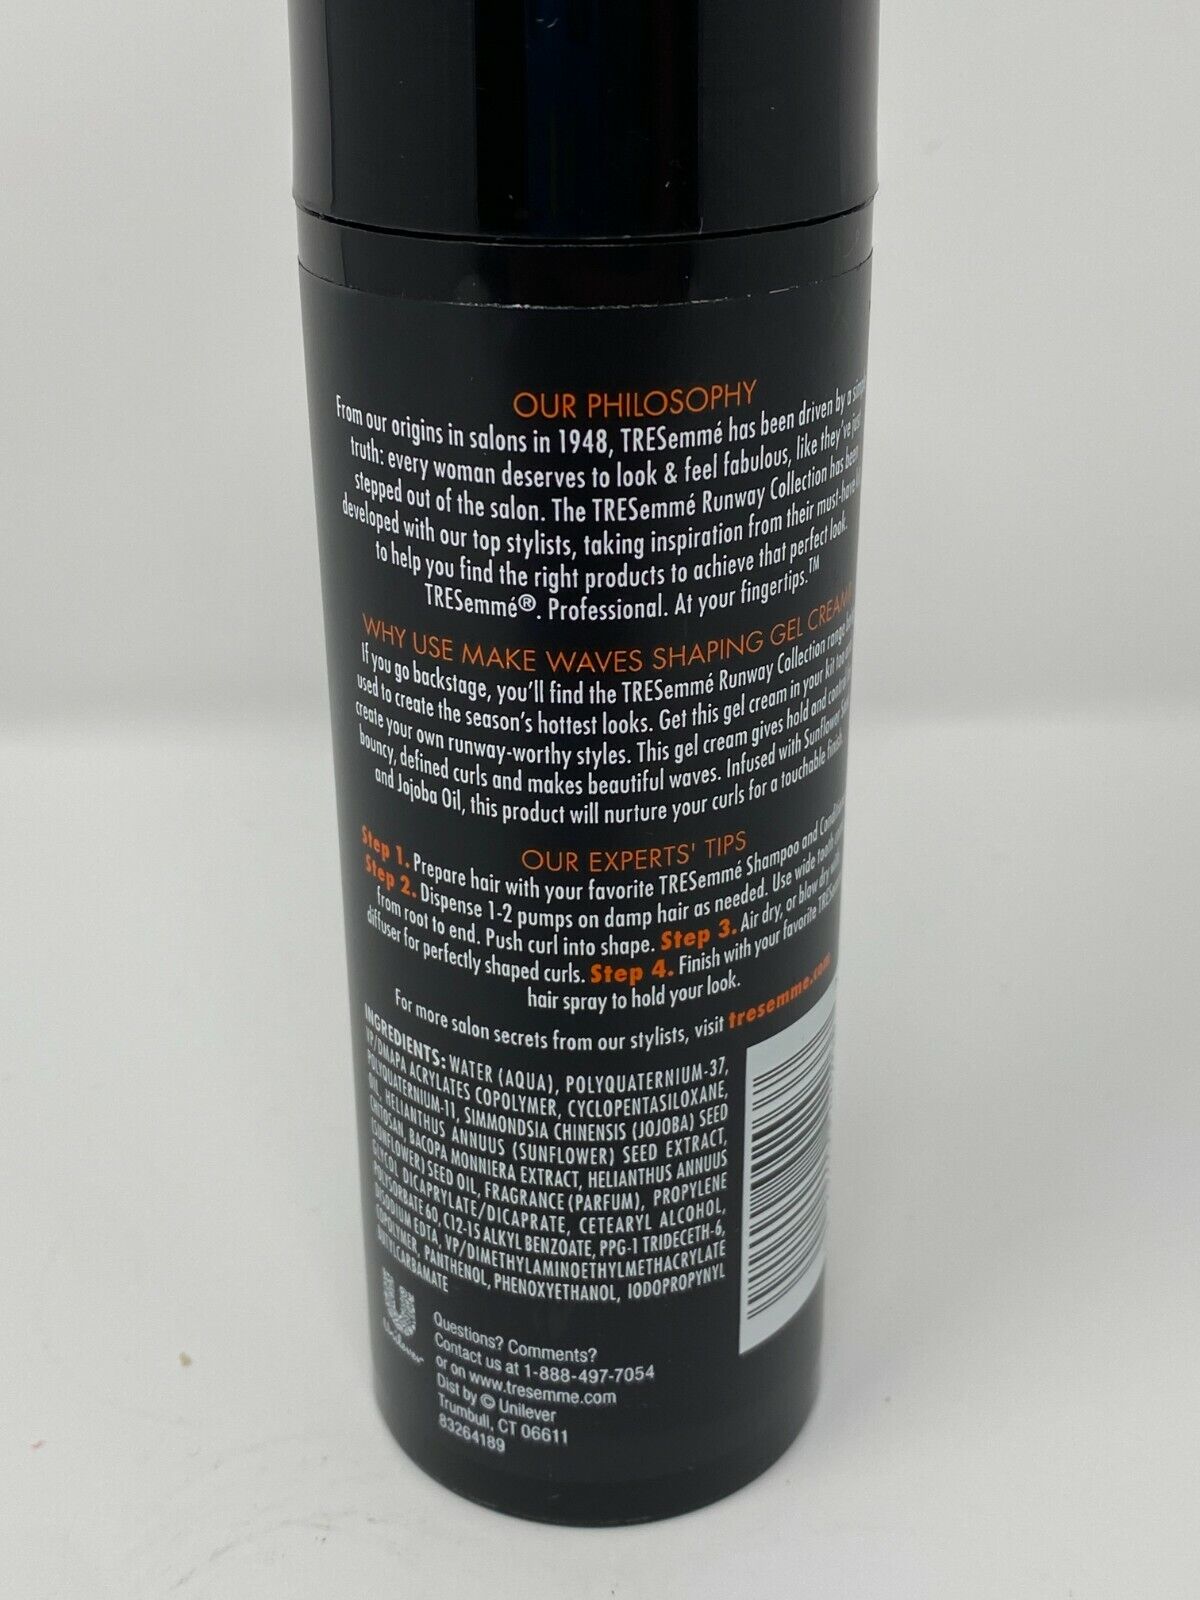 OUR PHILOSOPHY
From our origins in salons in 1948, TRESemmé has been driven by a
truth: every woman deserves to look & feel fabulous, like they've just
stepped out of the salon. The TRESemmé Runway Collection has been
developed with our top stylists, taking inspiration from their must-have
to help you find the right products to achieve that perfect look.
TRESemmé®. Professional. At your fingertips.™
WHY USE MAKE WAVES SHAPING GEL CREAM
If you go backstage, you'll find the TRESemmé Runway Collection range
used to create the season's hottest looks. Get this gel cream in your kit too
create your own runway-worthy styles. This gel cream gives hold and control
bouncy, defined curls and makes beautiful waves. Infused with Sunflower
and Jojoba Oil, this product will nurture your curls for a touchable finish.
OUR EXPERTS' TIPS
Step 1. Prepare hair with your favorite TRESemmé Shampoo and
Step 2. Dispense 1-2 pumps on damp hair as needed. Use wide tooth
from root to end. Push curl into shape. Step 3. Air dry, or blow dry with
diffuser for perfectly shaped curls. Step 4. Finish with your favorite
hair spray to hold your look.
For more salon secrets from our stylists, visit tresemme.com
INGREDIENTS: WATER (AQUA), POLYQUATERNIUM-37,
VP/DMAPA ACRYLATES COPOLYMER, CYCLOPENTASILOXANE,
POLYQUATERNIUM-11, SIMMONDSIA CHINENSIS (JOJOBA) SEED
OIL, HELIANTHUS ANNUUS (SUNFLOWER) SEED EXTRACT,
CHITOSAN, BACOPA MONNIERA EXTRACT, HELIANTHUS ANNUUS
(SUNFLOWER) SEED OIL, FRAGRANCE (PARFUM), PROPYLENE
GLYCOL DICAPRYLATE/DICAPRATE, CETEARYL ALCOHOL,
POLYSORBATE 60, C12-15 ALKYL BENZOATE, PPG-1 TRIDECETH-6,
DISODIUM EDTA, VP/DIMETHYLAMINOETHYLMETHACRYLATE
COPOLYMER, PANTHENOL, PHENOXYETHANOL, IODOPROPYNYL
BUTYLCARBAMATE
Unilever
Questions? Comments?
Contact us at 1-888-497-7054
or on www.tresemme.com
Dist by © Unilever
Trumbull, CT 06611
83264189